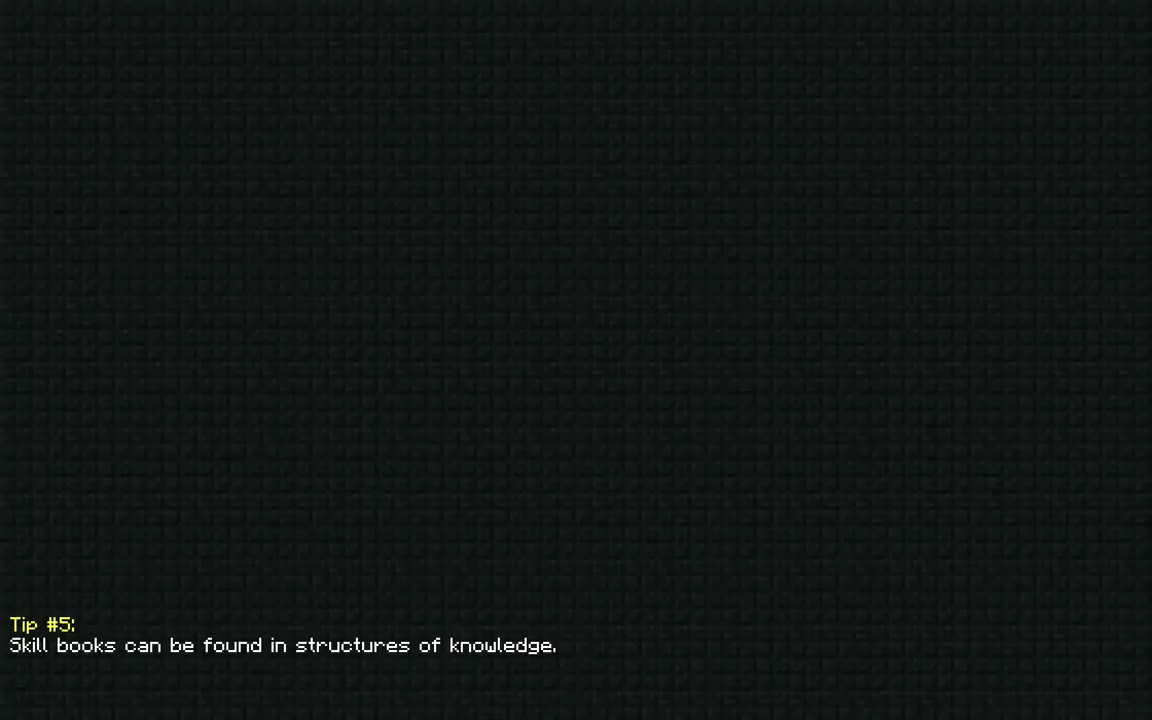 Tip #5:
Skill books can be found in structures of knowledge.